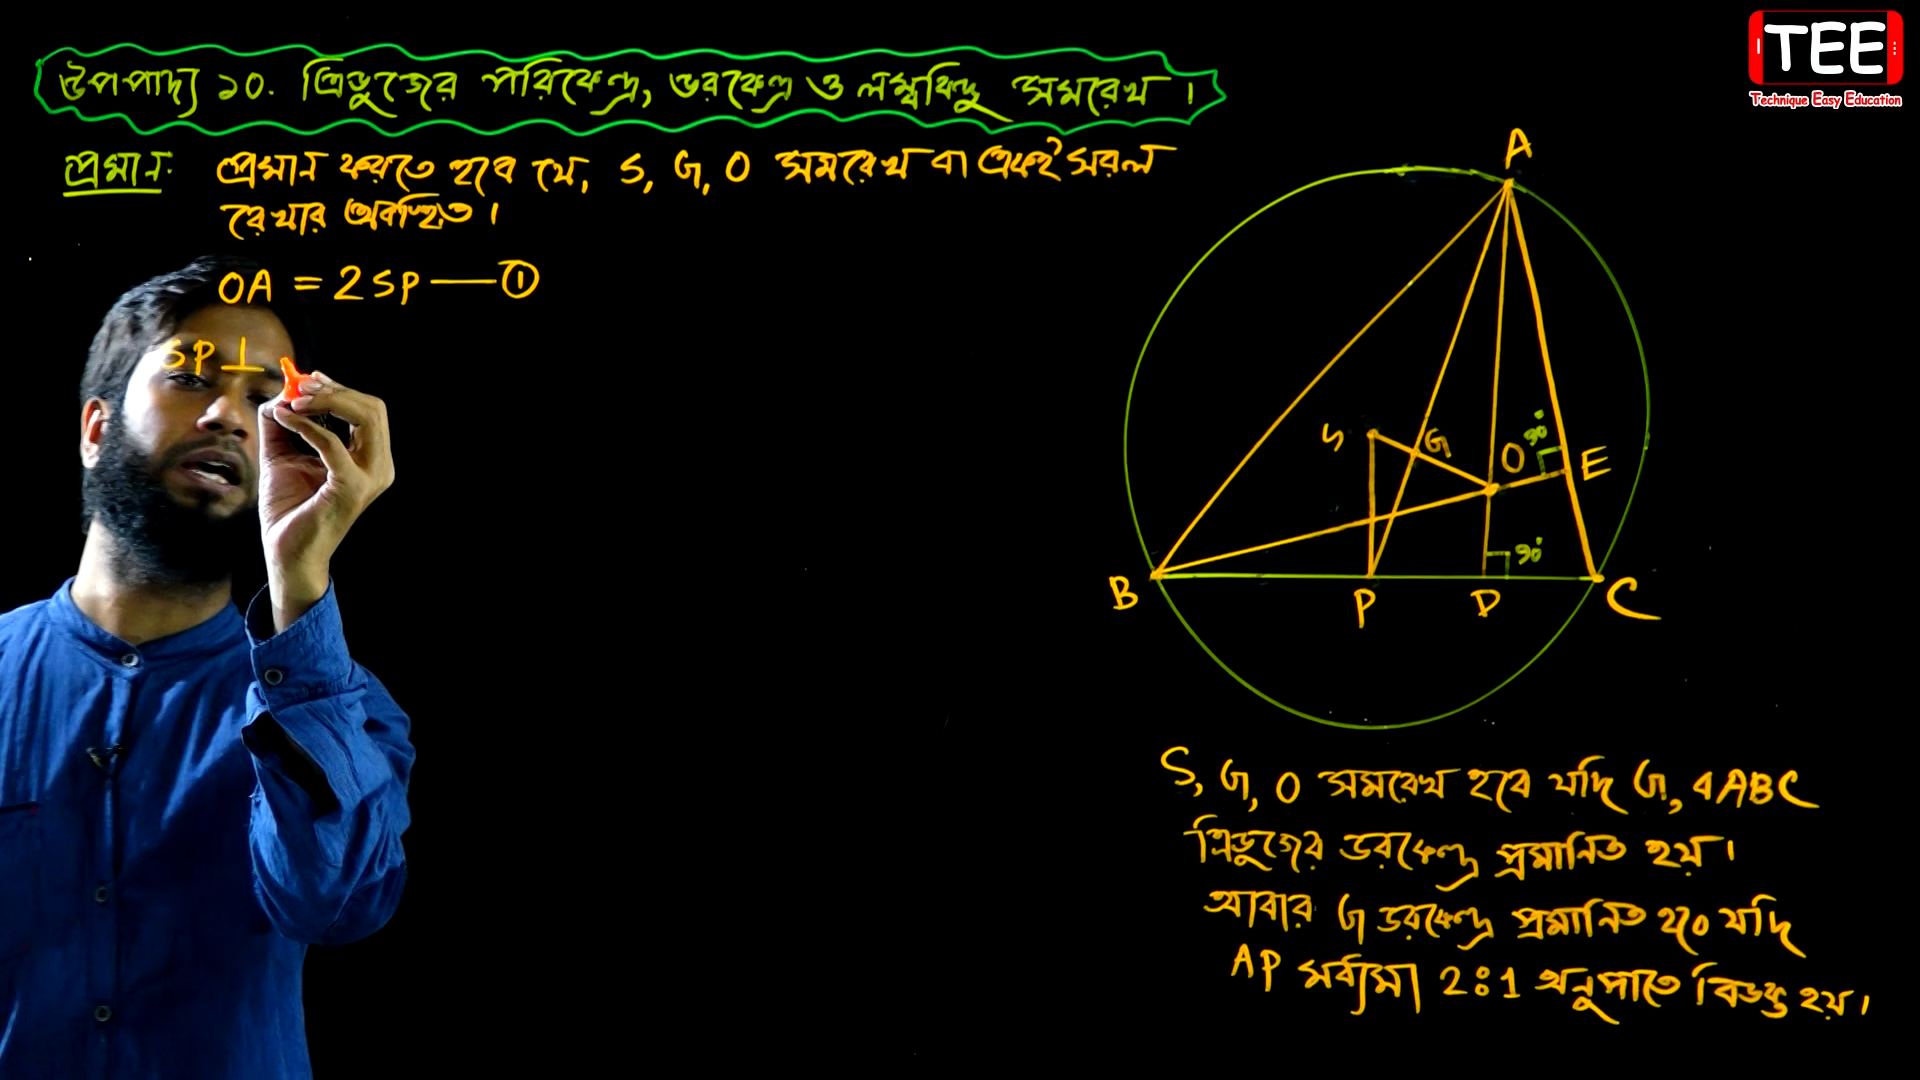 উপপাদ্য ১০. ত্রিভুজের পরিকেন্দ্র, ভরকেন্দ্র ও লম্ববিন্দু সমরেখ।
প্রমান: প্রমান করতে হবে যে, S, G, O সমরেখ বা একই সরল
রেখায় অবস্থিত।
OA = 2SP — ①
SP ⊥
TEE
Technique Easy Education
A
S
G
O
90°
E
90°
B
P
D
C
S, G, O সমরেখ হবে যদি G, ΔABC
ত্রিভুজের ভরকেন্দ্র প্রমানিত হয়।
আবার G ভরকেন্দ্র প্রমানিত হবে যদি
AP মধ্যমা 2:1 অনুপাতে বিভক্ত হয়।